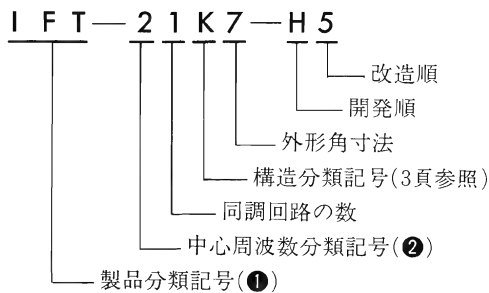 IFT—21K7—H5
改造順
開発順
外形角寸法
構造分類記号(3頁参照)
同調回路の数
中心周波数分類記号(❷)
製品分類記号(❶)